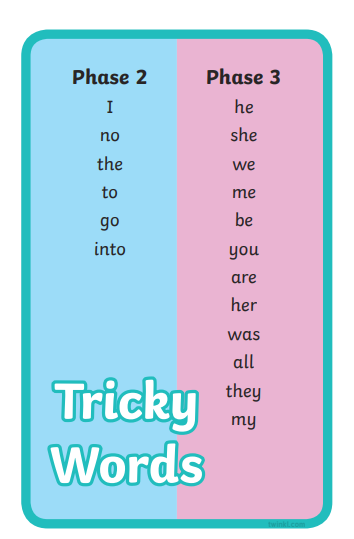 Phase 2
I
no
the
to
go
into
Phase 3
he
she
we
me
be
you
are
her
was
all
they
my
Tricky
Words
twinkl.com